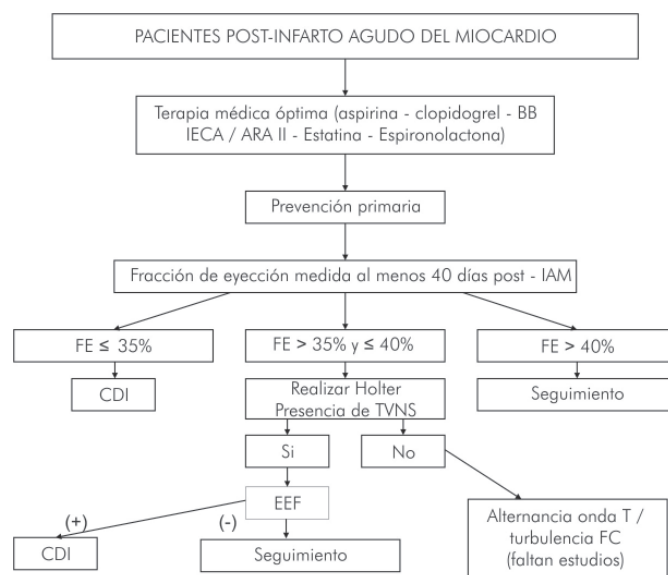 PACIENTES POST-INFARTO AGUDO DEL MIOCARDIO
Terapia médica óptima (aspirina - clopidogrel - BB
IECA / ARA II - Estatina - Espironolactona)
Prevención primaria
Fracción de eyección medida al menos 40 días post - IAM
FE ≤ 35%
FE > 35% y ≤ 40%
FE > 40%
CDI
Realizar Holter
Presencia de TVNS
Seguimiento
Si
No
EEF
(+)
(-)
CDI
Seguimiento
Alternancia onda T /
turbulencia FC
(faltan estudios)